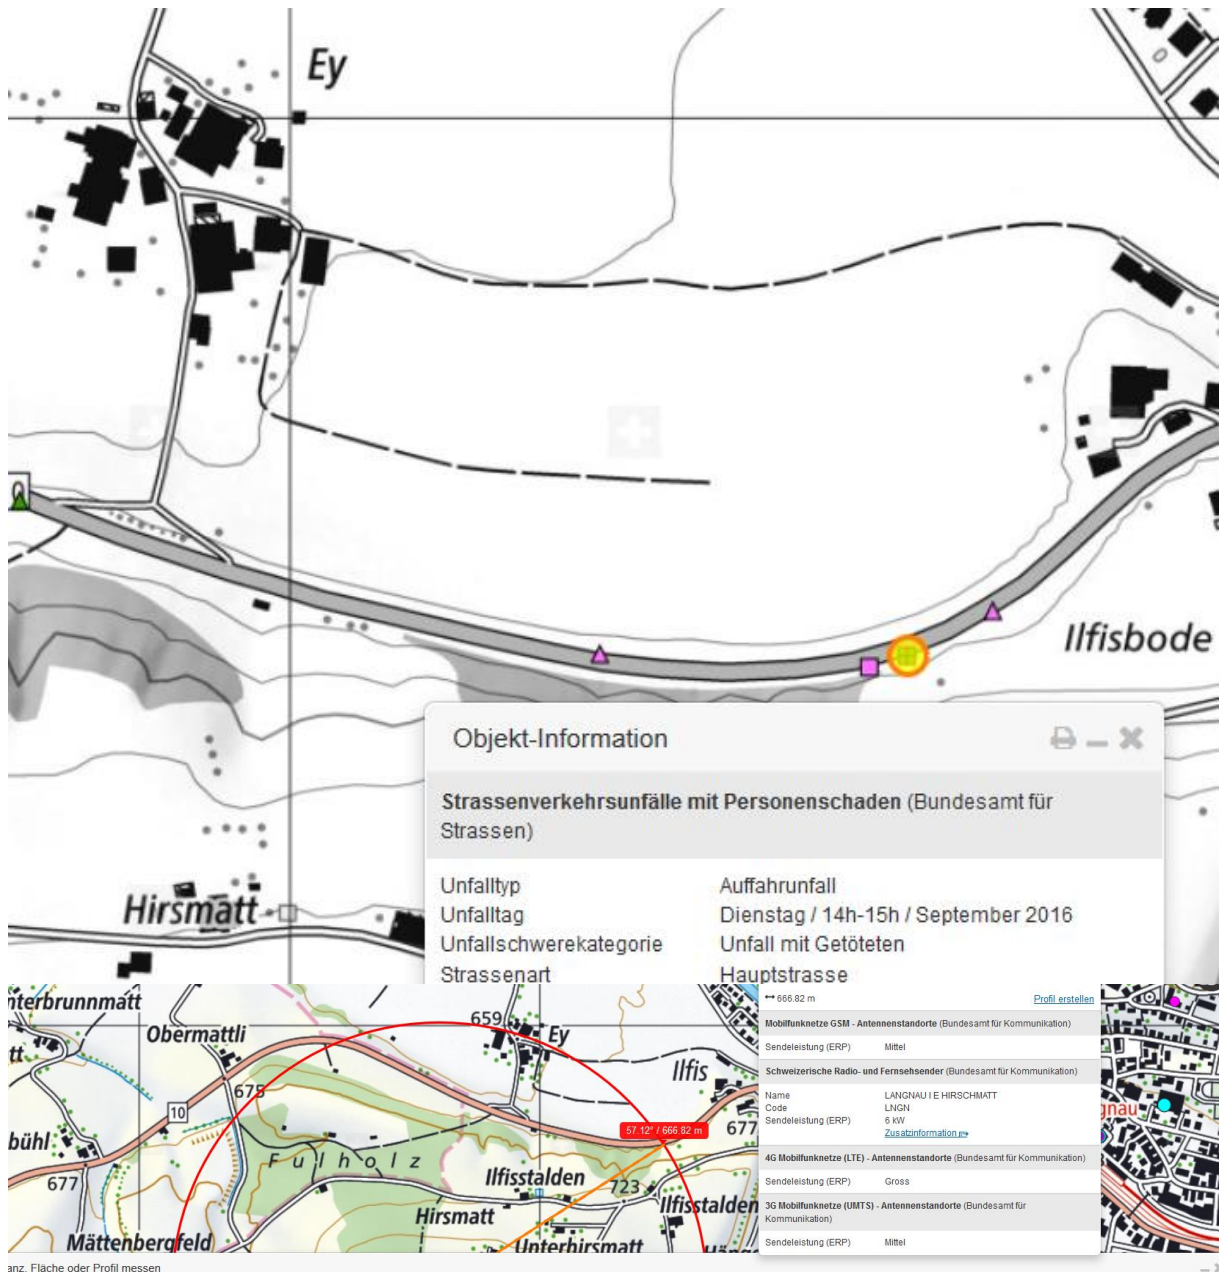 Ey
Ilfisbode
Objekt-Information
Strassenverkehrsunfälle mit Personenschaden (Bundesamt für
Strassen)
Unfalltyp Auffahrunfall
Unfalltag Dienstag / 14h-15h / September 2016
Unfallschwerekategorie Unfall mit Getöteten
Strassenart Hauptstrasse
Hirsmatt
nterbrunnmatt
Obermattli
659
Ey
tt
Ilfis
675
10
57.12° / 666.82 m
677
bühl
Fulholz
677
Ilfisstalden
723
Ilfisstalden
Hirsmatt
Mättenbergfeld
Unterhirsmatt
666.82 m Profil erstellen
Mobilfunknetze GSM - Antennenstandorte (Bundesamt für Kommunikation)
Sendeleistung (ERP) Mittel
Schweizerische Radio- und Fernsehsender (Bundesamt für Kommunikation)
Name LANGNAU I E HIRSCHMATT
Code LNGN
Sendeleistung (ERP) 6 kW
Zusatzinformation
4G Mobilfunknetze (LTE) - Antennenstandorte (Bundesamt für Kommunikation)
Sendeleistung (ERP) Gross
3G Mobilfunknetze (UMTS) - Antennenstandorte (Bundesamt für
Kommunikation)
Sendeleistung (ERP) Mittel
gnau
anz, Fläche oder Profil messen